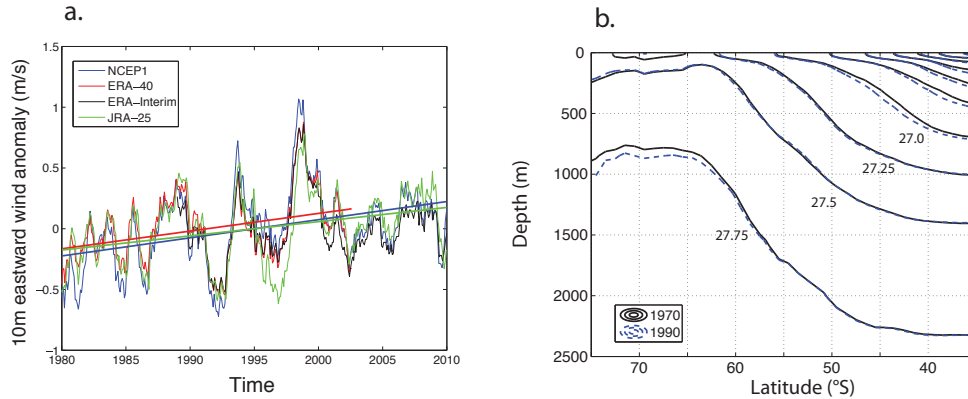 a.
1.5
1
0.5
0
−0.5
−1
10m eastward wind anomaly (m/s)
NCEP1
ERA−40
ERA−Interim
JRA−25
1980 1985 1990 1995 2000 2005 2010
Time
b.
0
500
1000
1500
2000
2500
Depth (m)
27.0
27.25
27.5
27.75
1970
1990
70 60 50 40
Latitude (°S)